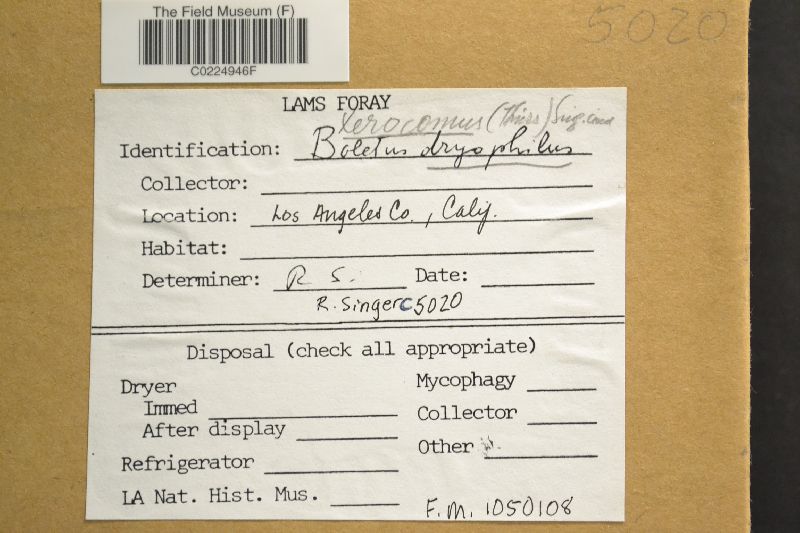 The Field Museum (F)
C0224946F
5020
LAMS FORAY
Xerocomus (Thiers) Sing.
Identification: Boletus dryophilus
Collector:
Location: Los Angeles Co., Calif.
Habitat:
Determiner: R S. Date:
R. Singer C5020
Disposal (check all appropriate)
Dryer
Immed
After display
Refrigerator
LA Nat. Hist. Mus.
Mycophagy
Collector
Other
F.M. 1050108